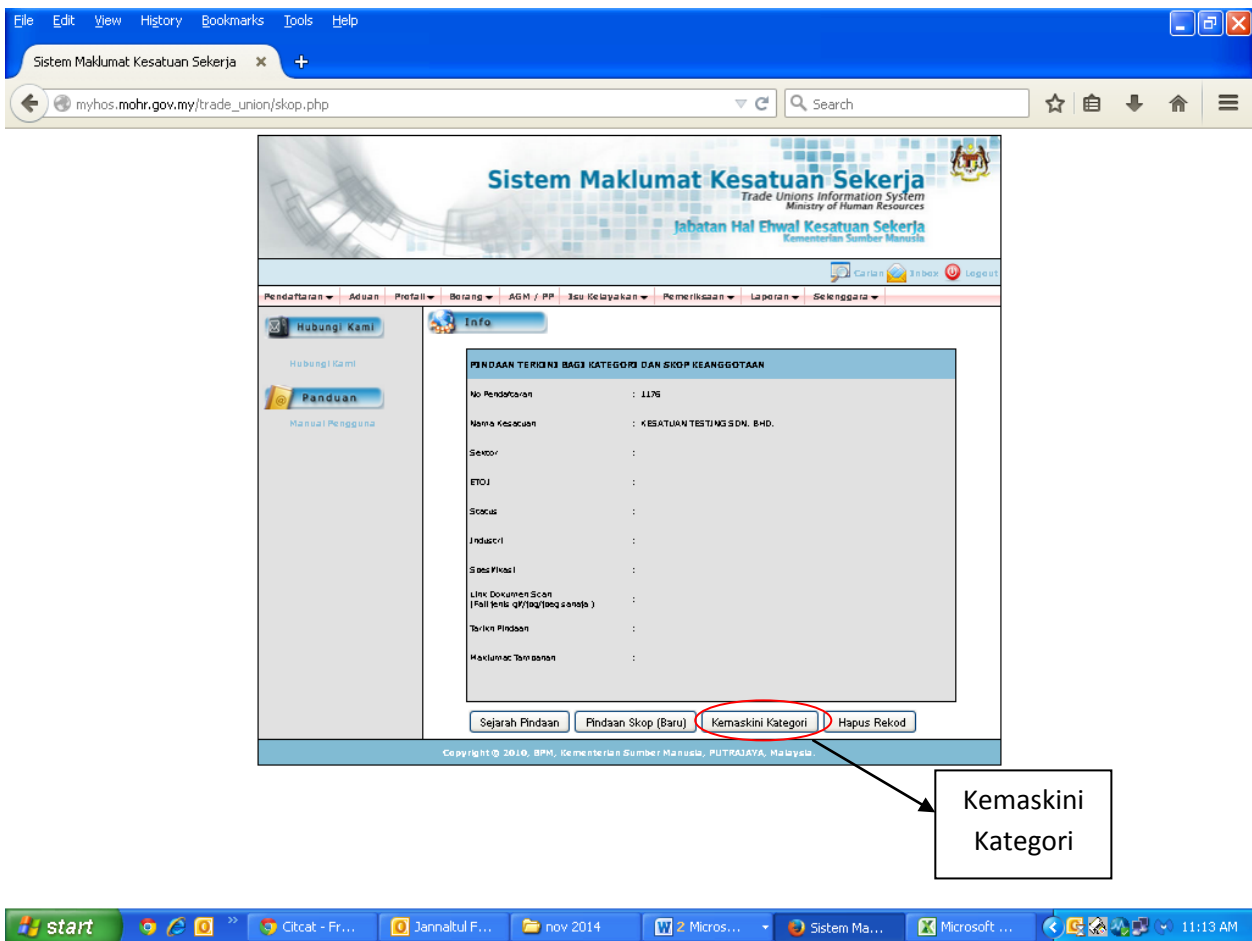 File Edit View History Bookmarks Tools Help
Sistem Maklumat Kesatuan Sekerja
myhos.mohr.gov.my/trade_union/skop.php
Search
Sistem Maklumat Kesatuan Sekerja
Trade Unions Information System
Ministry of Human Resources
Jabatan Hal Ehwal Kesatuan Sekerja
Kementerian Sumber Manusia
Carian Inbox Logout
Pendaftaran Aduan Profail Borang AGM / PP Isu Kelayakan Pemeriksaan Laporan Selenggara
Hubungi Kami
Hubungi Kami
Panduan
Manual Pengguna
Info
PINDAAN TERKINI BAGI KATEGORI DAN SKOP KEANGGOTAAN
No Pendaftaran : 1176
Nama Kesatuan : KESATUAN TESTING SDN. BHD.
Sektor :
ETOJ :
Status :
Industri :
Spesifikasi :
Link Dokumen Scan
(Fail jenis gif/jpg/jpeg sahaja ) :
Tarikh Pindaan :
Maklumat Tambahan :
Sejarah Pindaan Pindaan Skop (Baru) Kemaskini Kategori Hapus Rekod
Copyright © 2010, BPM, Kementerian Sumber Manusia, PUTRAJAYA, Malaysia.
Kemaskini
Kategori
start Citcat - Fr... Jannaltul F... nov 2014 2 Micros... Sistem Ma... Microsoft ... 11:13 AM